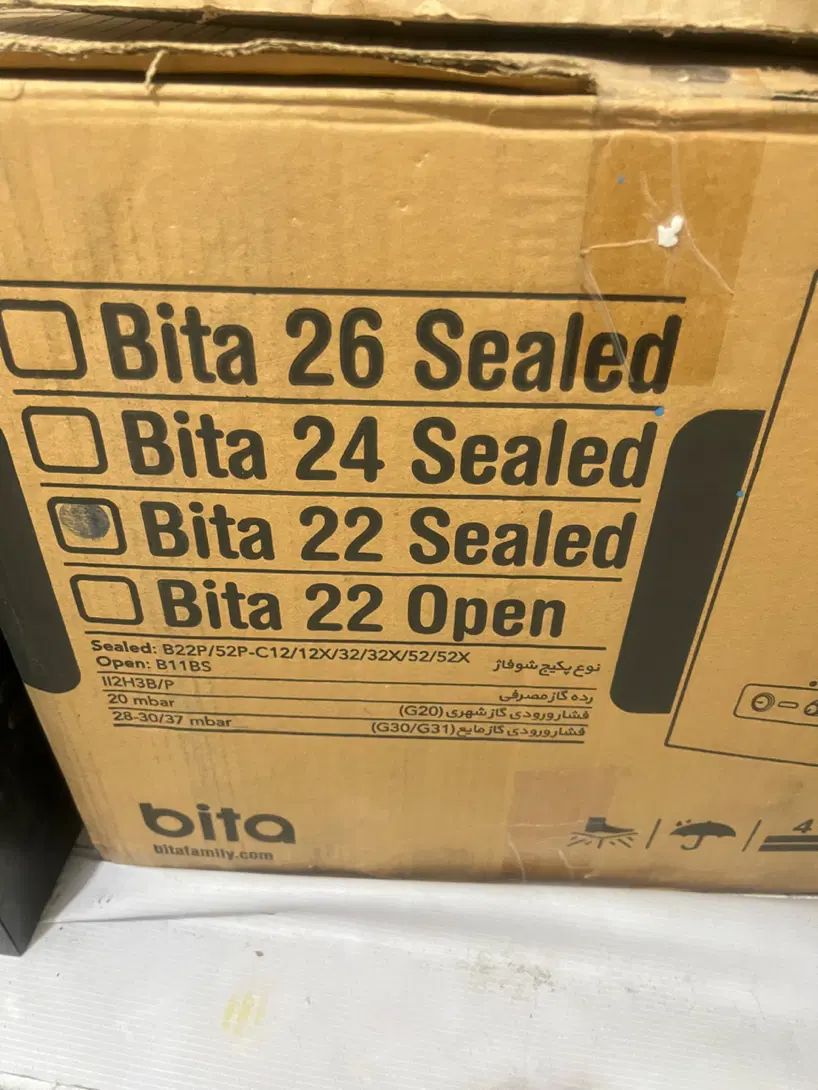 Bita 26 Sealed
Bita 24 Sealed
Bita 22 Sealed
Bita 22 Open
Sealed: B22P/52P-C12/12X/32/32X/52/52X نوع پکیج شوفاژ
Open: B11BS
II2H3B/P رده گاز مصرفی
20 mbar فشار ورودی گاز شهری (G20)
28-30/37 mbar فشار ورودی گاز مایع (G30/G31)
bita
bitafamily.com
4